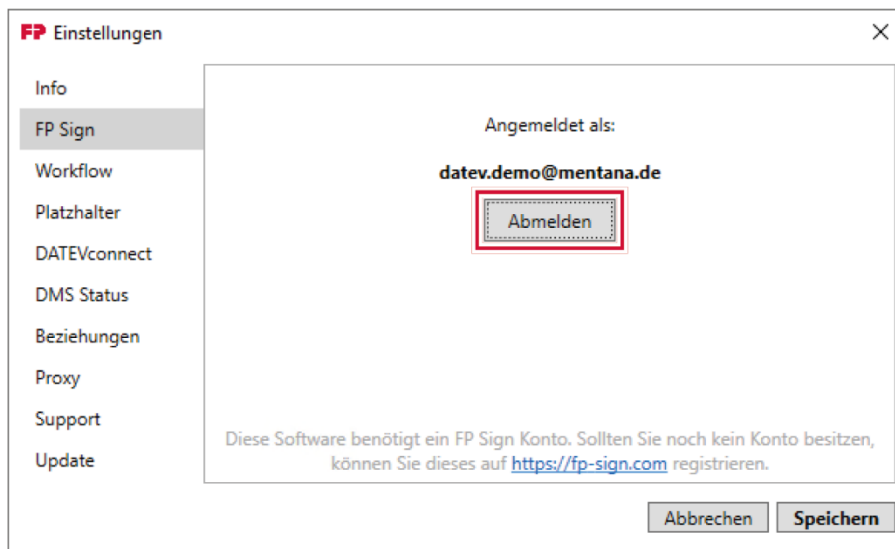 FP Einstellungen
Info
FP Sign
Workflow
Platzhalter
DATEVconnect
DMS Status
Beziehungen
Proxy
Support
Update
Angemeldet als:
datev.demo@mentana.de
Abmelden
Diese Software benötigt ein FP Sign Konto. Sollten Sie noch kein Konto besitzen,
können Sie dieses auf https://fp-sign.com registrieren.
Abbrechen Speichern